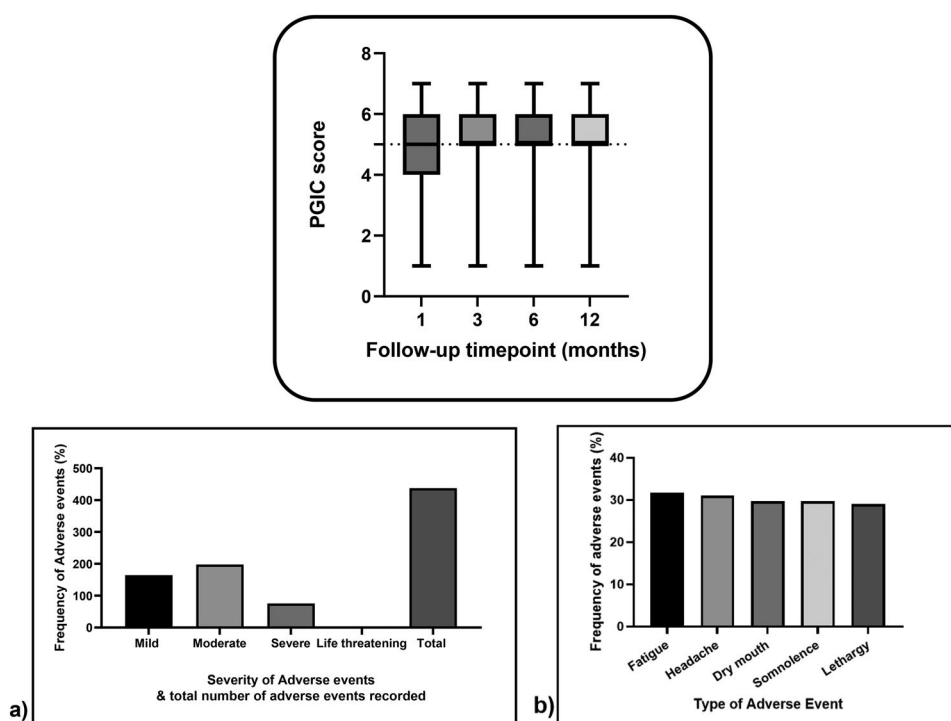 8
6
4
2
0
PGIC score
1 3 6 12
Follow-up timepoint (months)
500
400
300
200
100
0
Frequency of Adverse events (%)
Mild Moderate Severe Life threatening Total
Severity of Adverse events
& total number of adverse events recorded
a)
40
30
20
10
0
Frequency of adverse events (%)
Fatigue Headache Dry mouth Somnolence Lethargy
Type of Adverse Event
b)